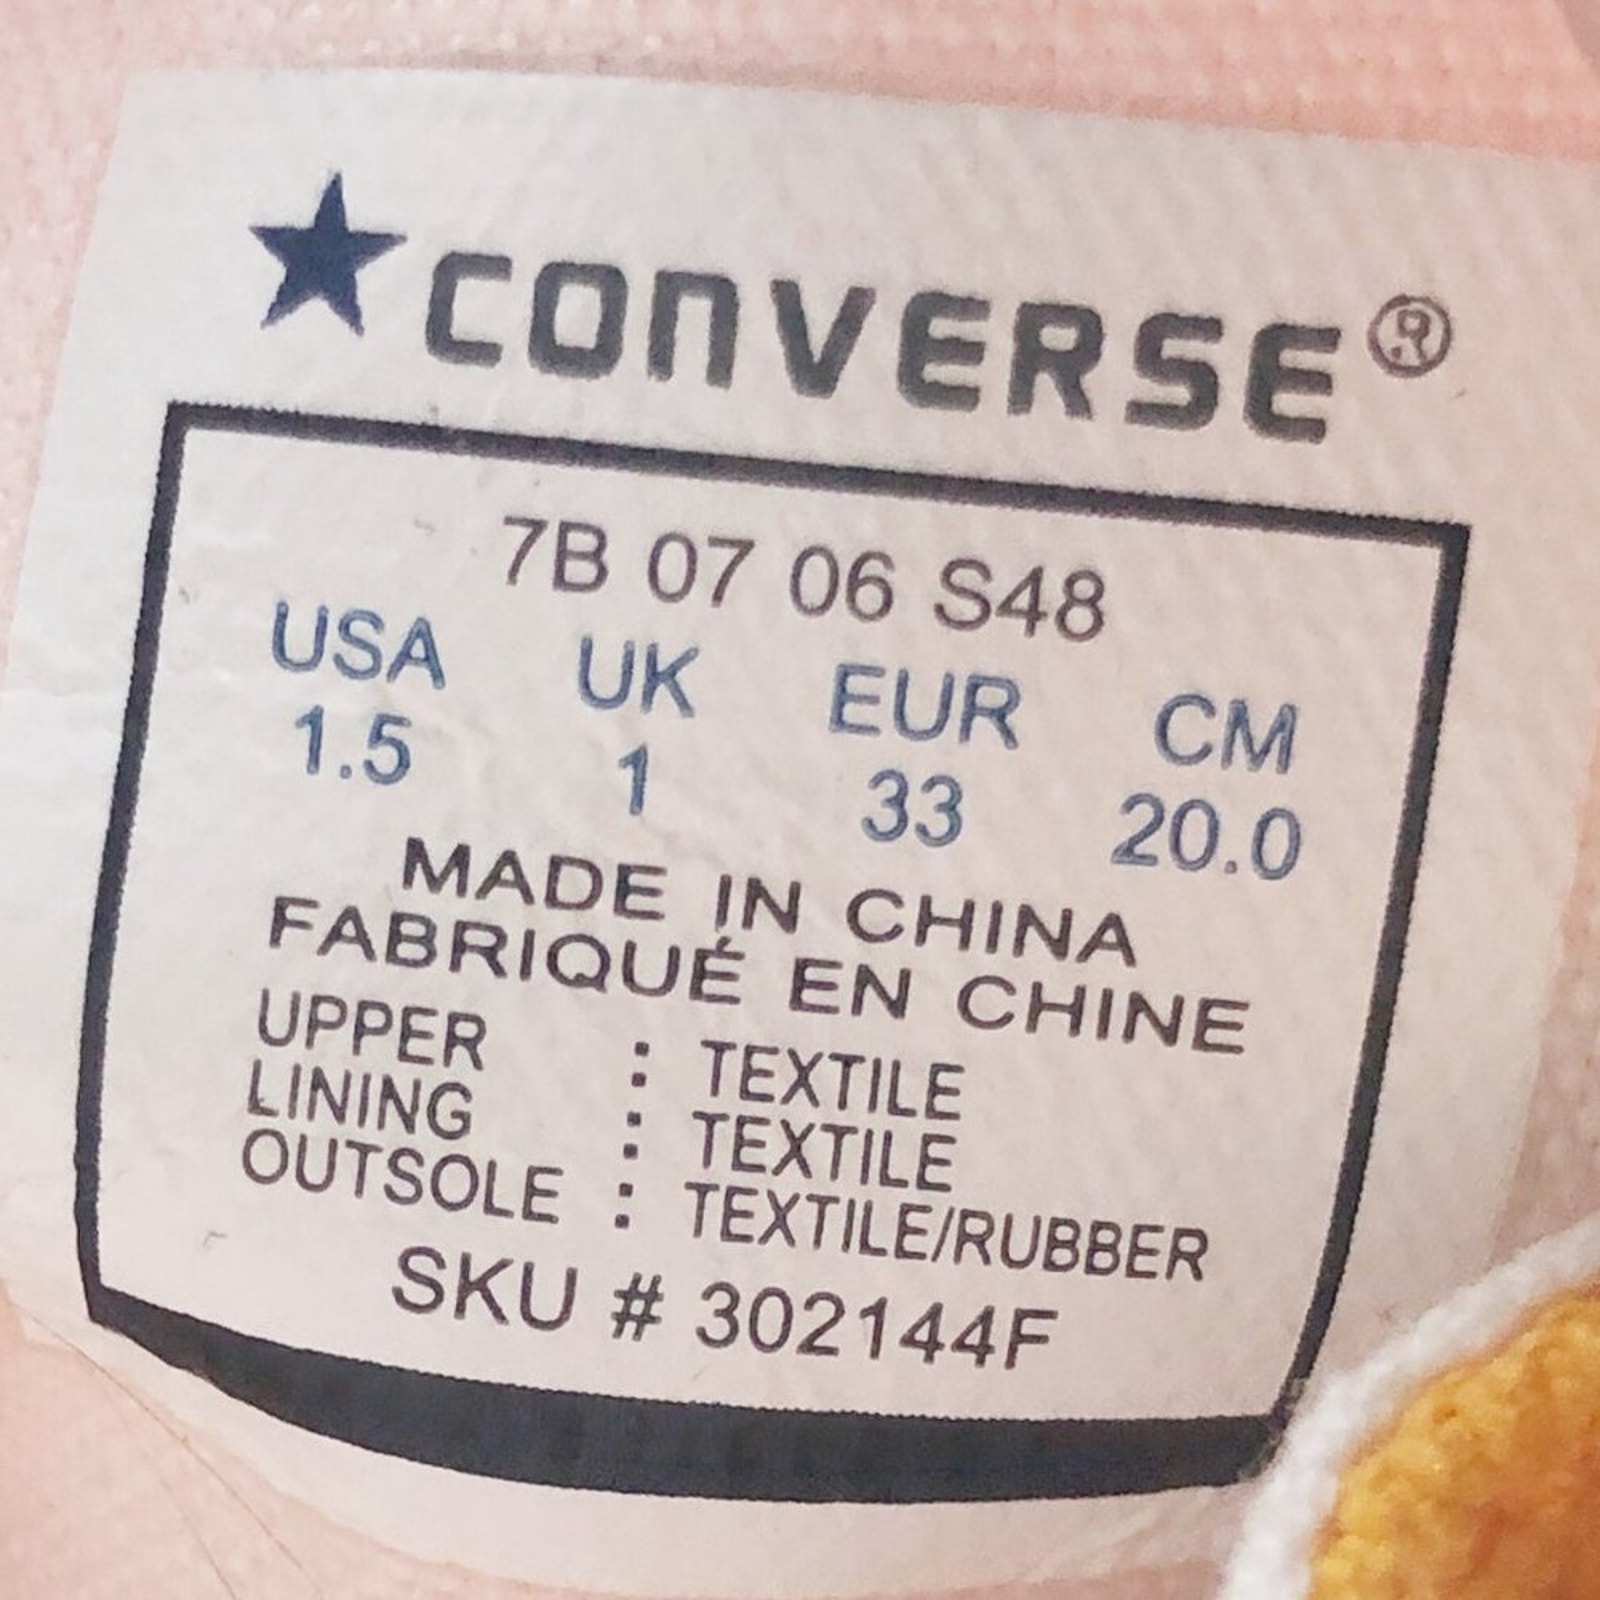 ★CONVERSE®
7B 07 06 S48
USA UK EUR CM
1.5 1 33 20.0
MADE IN CHINA
FABRIQUÉ EN CHINE
UPPER : TEXTILE
LINING : TEXTILE
OUTSOLE : TEXTILE/RUBBER
SKU # 302144F